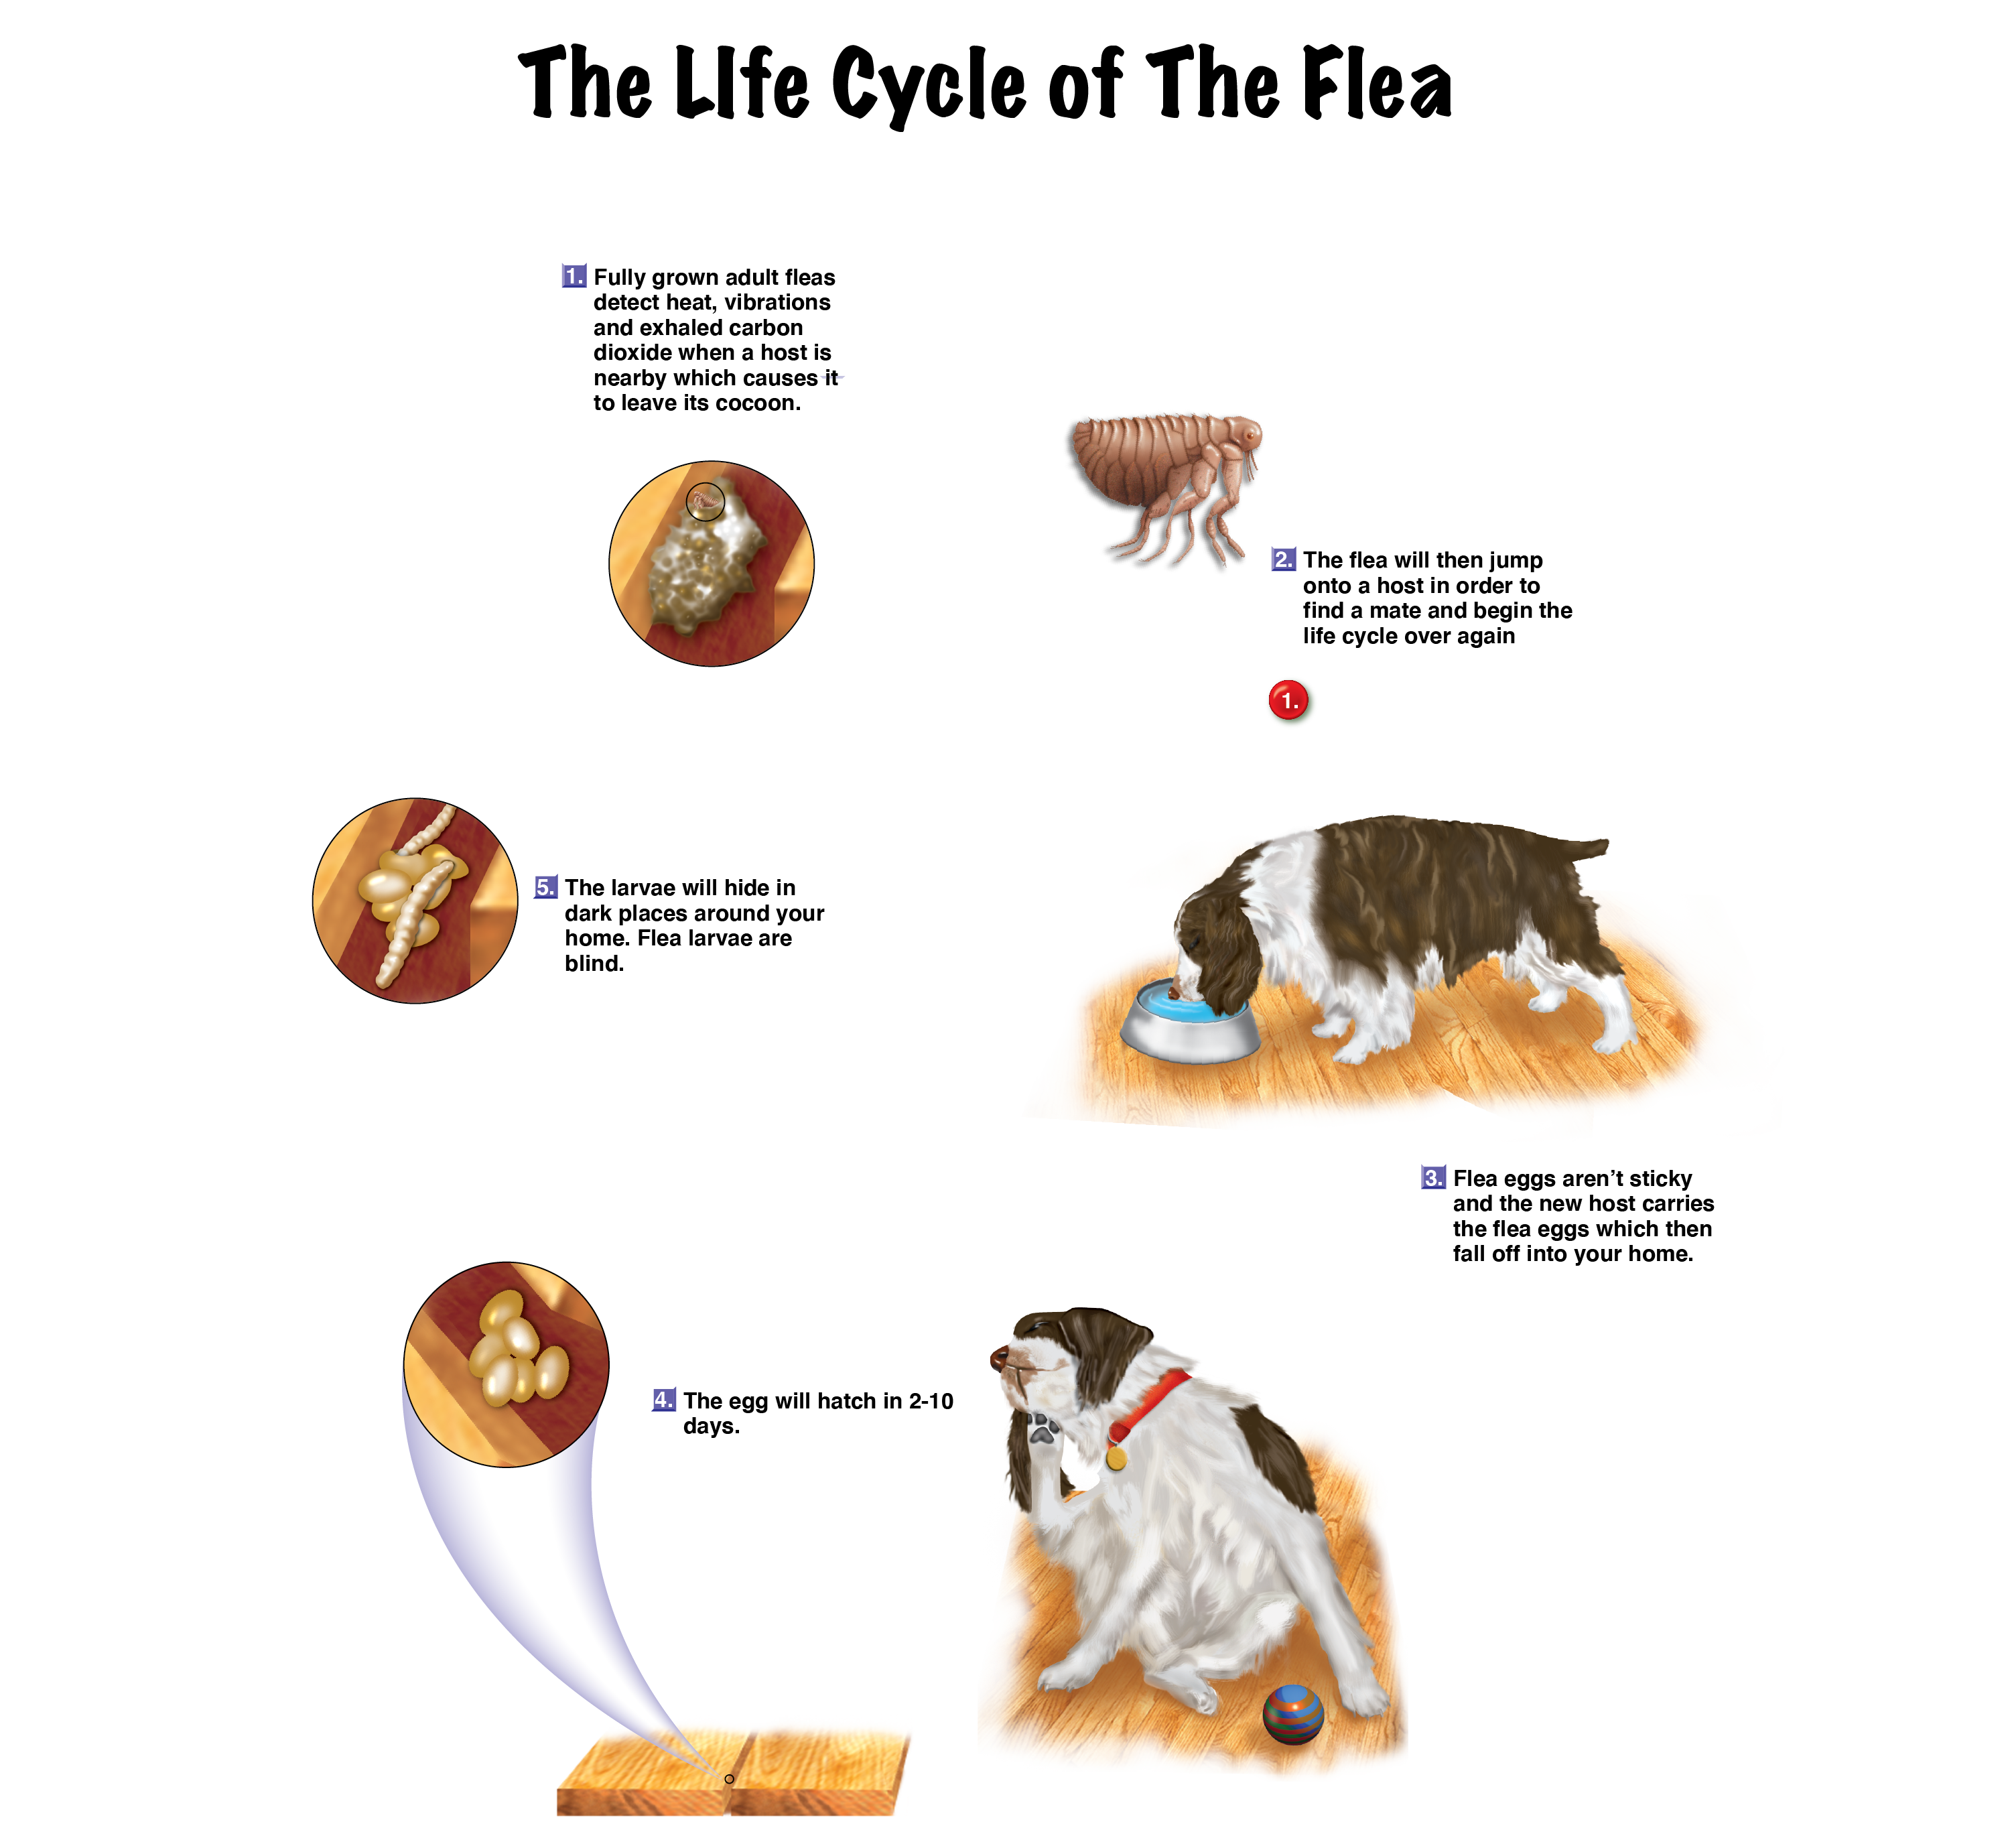 The LIfe Cycle of The Flea
1. Fully grown adult fleas
detect heat, vibrations
and exhaled carbon
dioxide when a host is
nearby which causes it
to leave its cocoon.
2. The flea will then jump
onto a host in order to
find a mate and begin the
life cycle over again
1.
5. The larvae will hide in
dark places around your
home. Flea larvae are
blind.
3. Flea eggs aren’t sticky
and the new host carries
the flea eggs which then
fall off into your home.
4. The egg will hatch in 2-10
days.